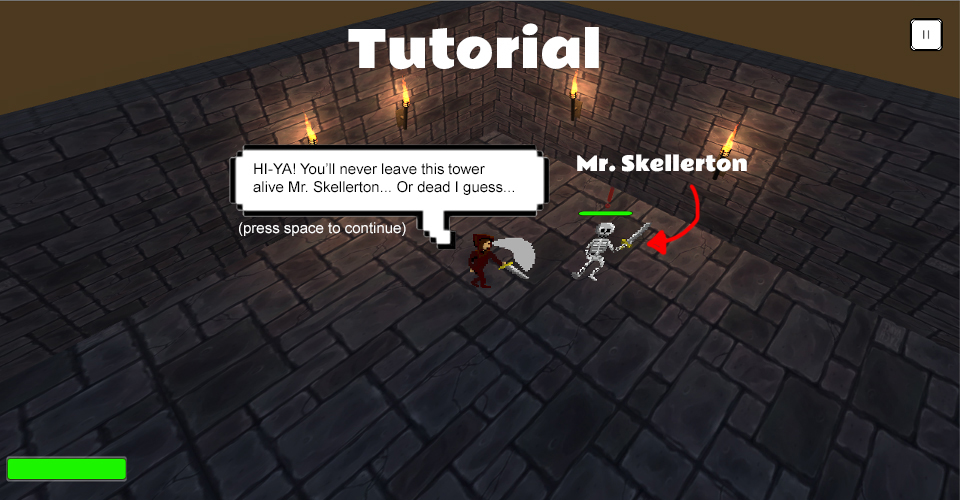 Tutorial
HI-YA! You'll never leave this tower
alive Mr. Skellerton... Or dead I guess...
(press space to continue)
Mr. Skellerton